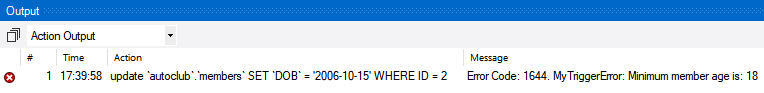 Output
Action Output
# Time Action Message
1 17:39:58 update `autoclub`.`members` SET `DOB` = '2006-10-15' WHERE ID = 2 Error Code: 1644. MyTriggerError: Minimum member age is: 18